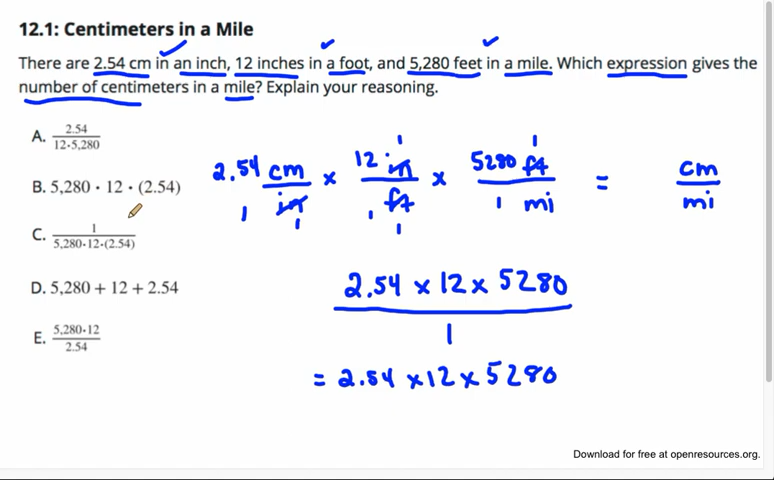 12.1: Centimeters in a Mile
There are 2.54 cm in an inch, 12 inches in a foot, and 5,280 feet in a mile. Which expression gives the
number of centimeters in a mile? Explain your reasoning.
A. 2.54 / 12·5,280
B. 5,280 · 12 · (2.54)
C. 1 / 5,280·12·(2.54)
D. 5,280 + 12 + 2.54
E. 5,280·12 / 2.54
2.54 cm / 1 in × 12 in / 1 ft × 5280 ft / 1 mi = cm / mi
1 1
1 1
2.54 × 12 × 5280
1
= 2.54 × 12 × 5280
Download for free at openresources.org.